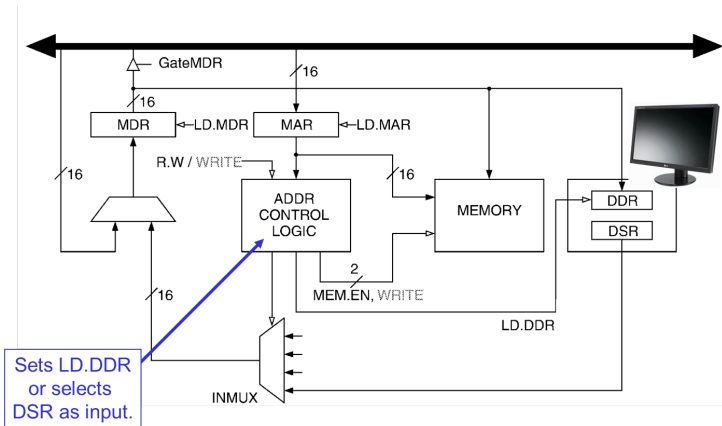 GateMDR
16
16
MDR
LD.MDR
MAR
LD.MAR
16
R.W / WRITE
16
ADDR
CONTROL
LOGIC
MEMORY
DDR
DSR
2
MEM.EN, WRITE
16
LD.DDR
Sets LD.DDR
or selects
DSR as input.
INMUX